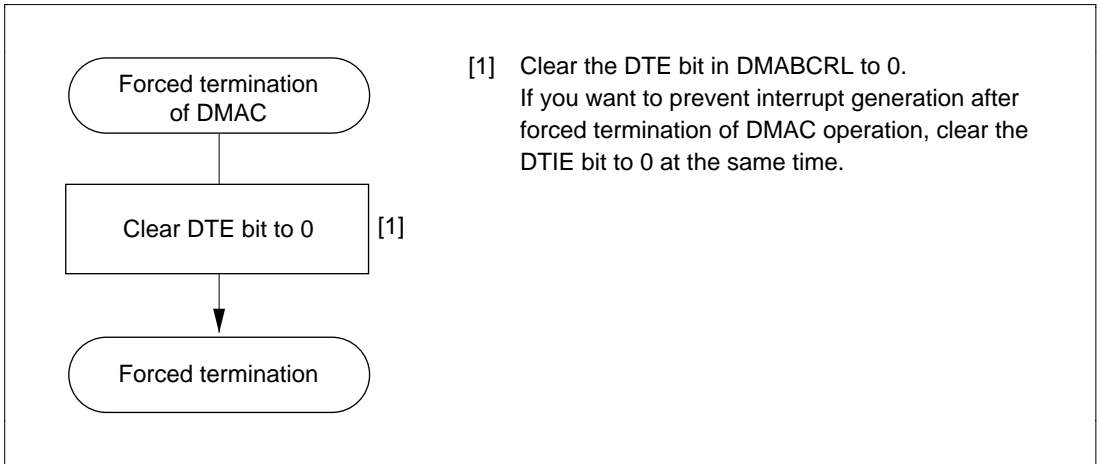 Forced termination
of DMAC
Clear DTE bit to 0
[1]
Forced termination
[1] Clear the DTE bit in DMABCRL to 0.
If you want to prevent interrupt generation after
forced termination of DMAC operation, clear the
DTIE bit to 0 at the same time.